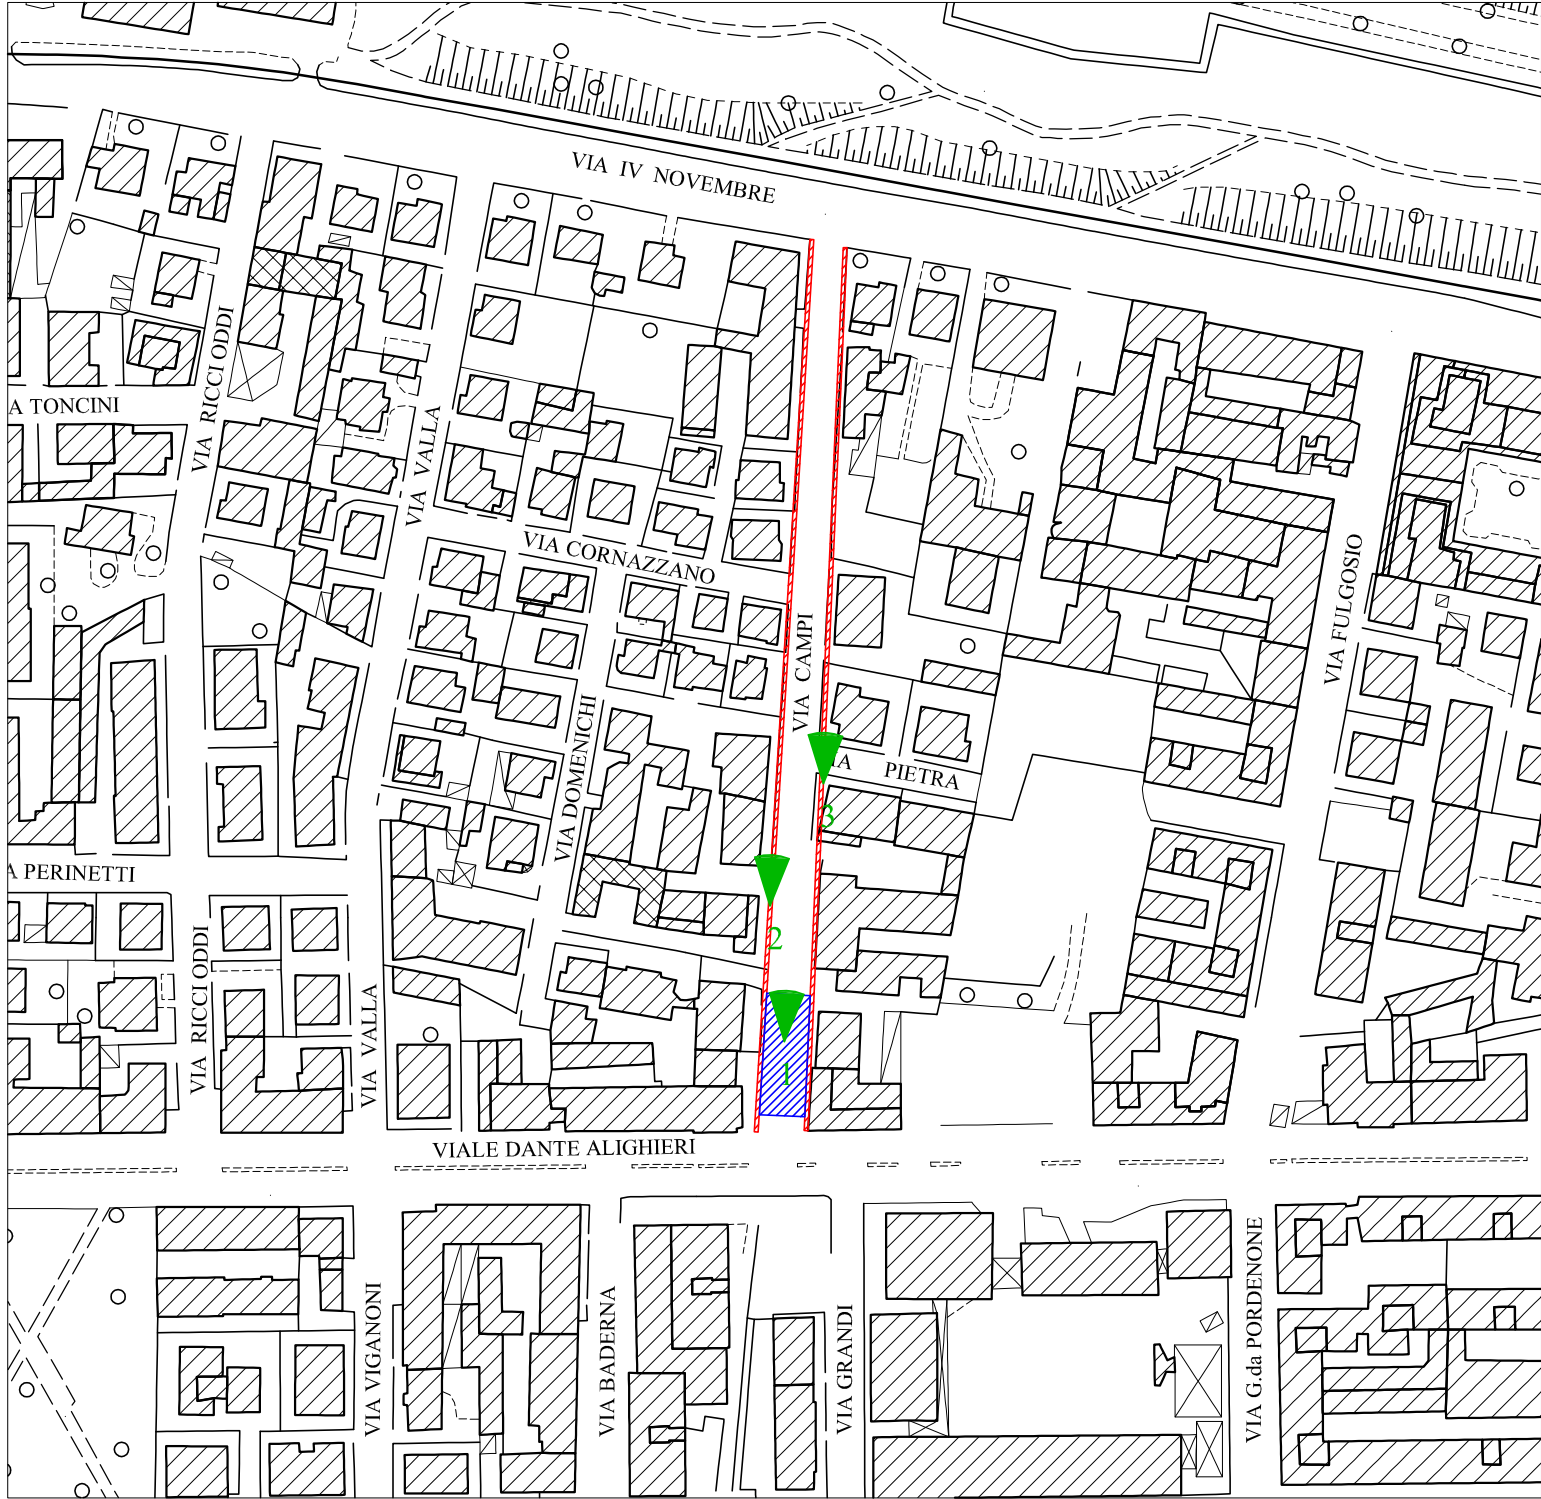 VIA IV NOVEMBRE
VIA RICCI ODDI
A TONCINI
VIA VALLA
VIA CORNAZZANO
VIA FULGOSIO
VIA CAMPI
VIA DOMENICHI
IA PIETRA
3
A PERINETTI
2
VIA RICCI ODDI
VIA VALLA
1
VIALE DANTE ALIGHIERI
VIA VIGANONI
VIA BADERNA
VIA GRANDI
VIA G.da PORDENONE